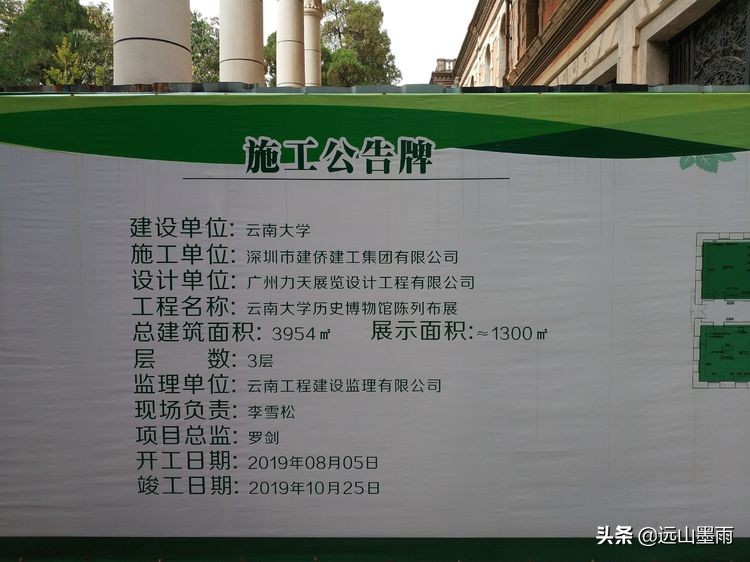 施工公告牌
建设单位：云南大学
施工单位：深圳市建侨建工集团有限公司
设计单位：广州力天展览设计工程有限公司
工程名称：云南大学历史博物馆陈列布展
总建筑面积：3954㎡ 展示面积：≈1300㎡
层 数：3层
监理单位：云南工程建设监理有限公司
现场负责：李雪松
项目总监：罗剑
开工日期：2019年08月05日
竣工日期：2019年10月25日
头条 @远山墨雨